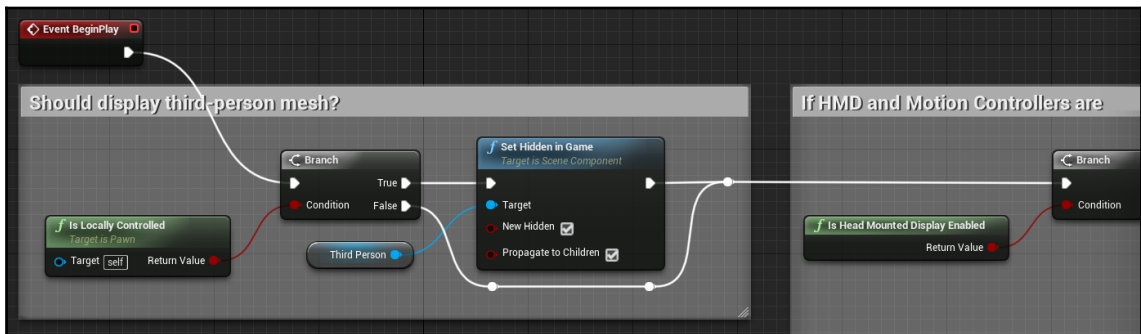 Event BeginPlay
Should display third-person mesh?
If HMD and Motion Controllers are
Set Hidden in Game
Target is Scene Component
Branch
True
Condition
False
Target
New Hidden
Propagate to Children
Is Locally Controlled
Target is Pawn
Target self
Return Value
Third Person
Branch
Condition
Is Head Mounted Display Enabled
Return Value